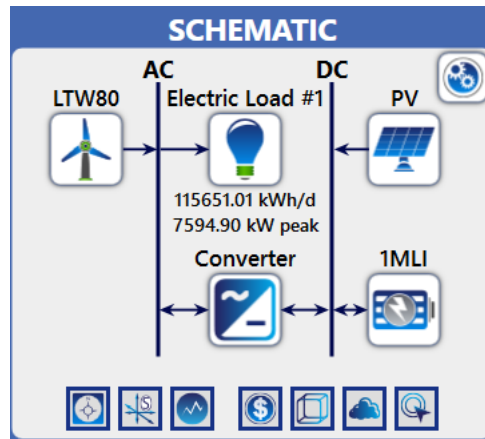 SCHEMATIC
AC DC
LTW80 Electric Load #1 PV
115651.01 kWh/d
7594.90 kW peak
Converter 1MLI
S
$